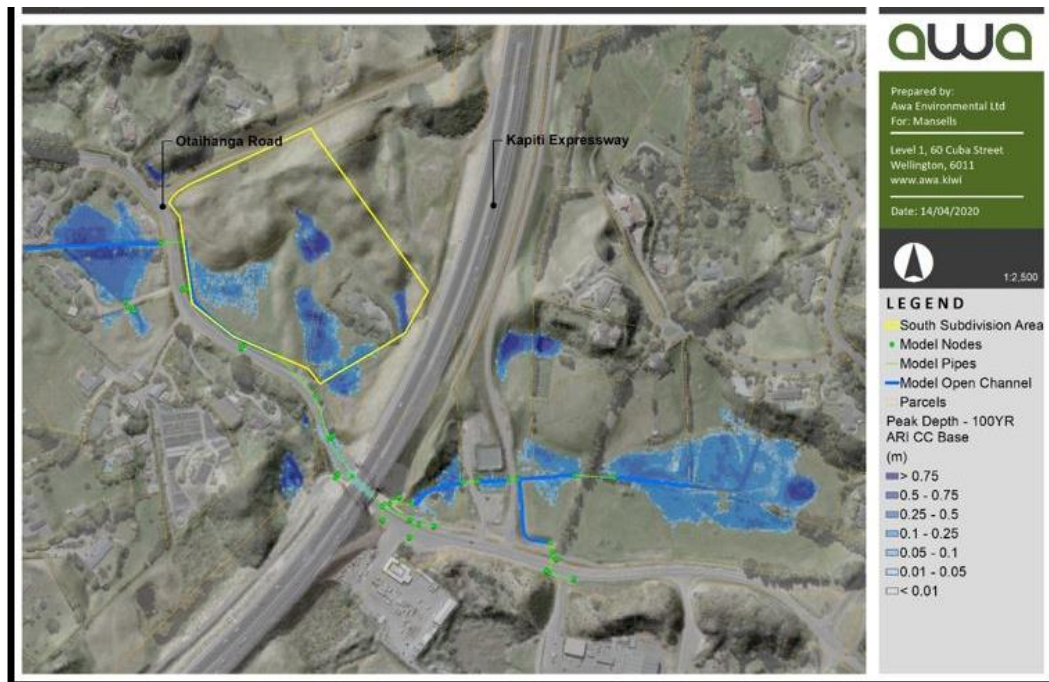 Otaihanga Road
Kapiti Expressway
awa
Prepared by:
Awa Environmental Ltd
For: Mansells
Level 1, 60 Cuba Street
Wellington, 6011
www.awa.kiwi
Date: 14/04/2020
1:2,500
LEGEND
South Subdivision Area
Model Nodes
Model Pipes
Model Open Channel
Parcels
Peak Depth - 100YR
ARI CC Base
(m)
> 0.75
0.5 - 0.75
0.25 - 0.5
0.1 - 0.25
0.05 - 0.1
0.01 - 0.05
< 0.01